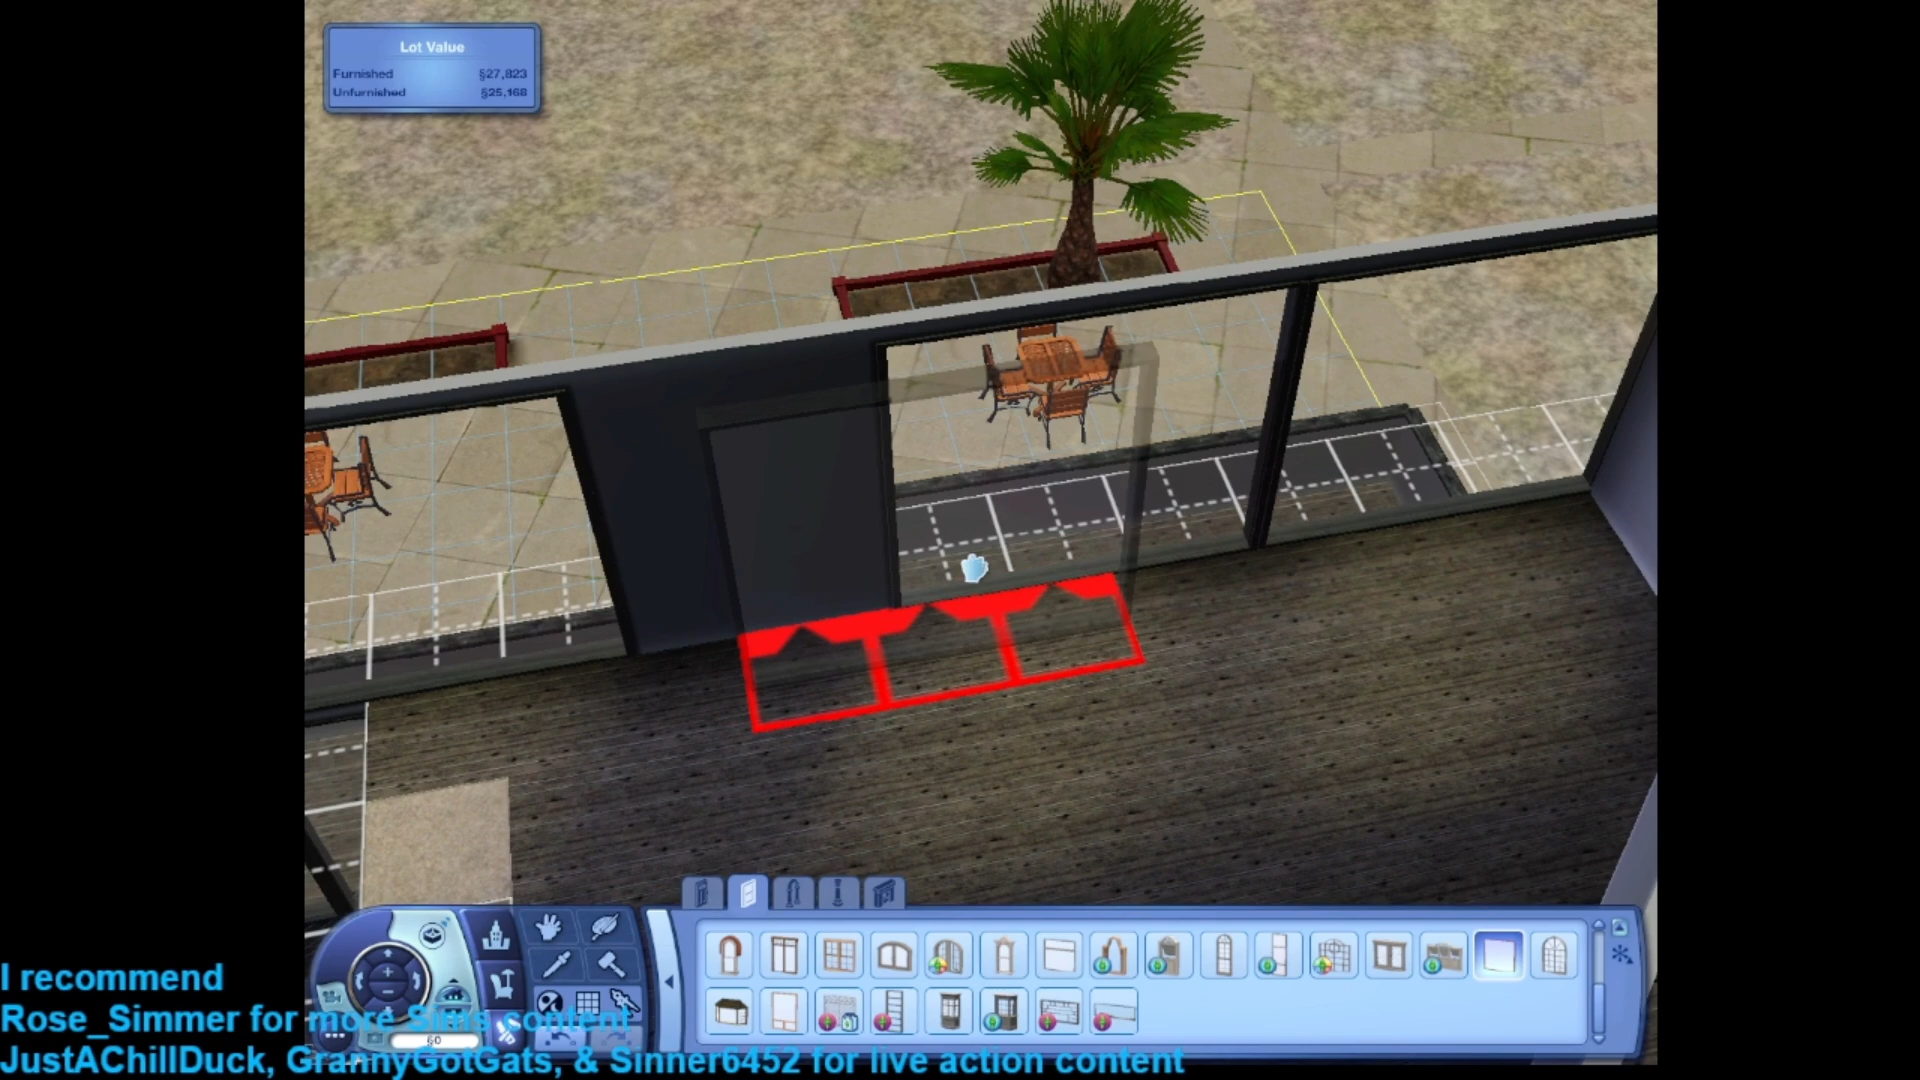 Lot Value
Furnished §27,823
Unfurnished §25,168
§0
I recommend
Rose_Simmer for more Sims content
JustAChillDuck, GrannyGotGats, & Sinner6452 for live action content